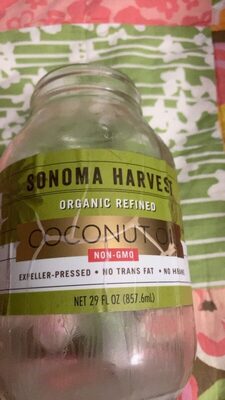 SONOMA HARVEST
ORGANIC REFINED
COCONUT
NON-GMO
EXPELLER-PRESSED • NO TRANS FAT • NO
NET 29 FL OZ (857.6mL)